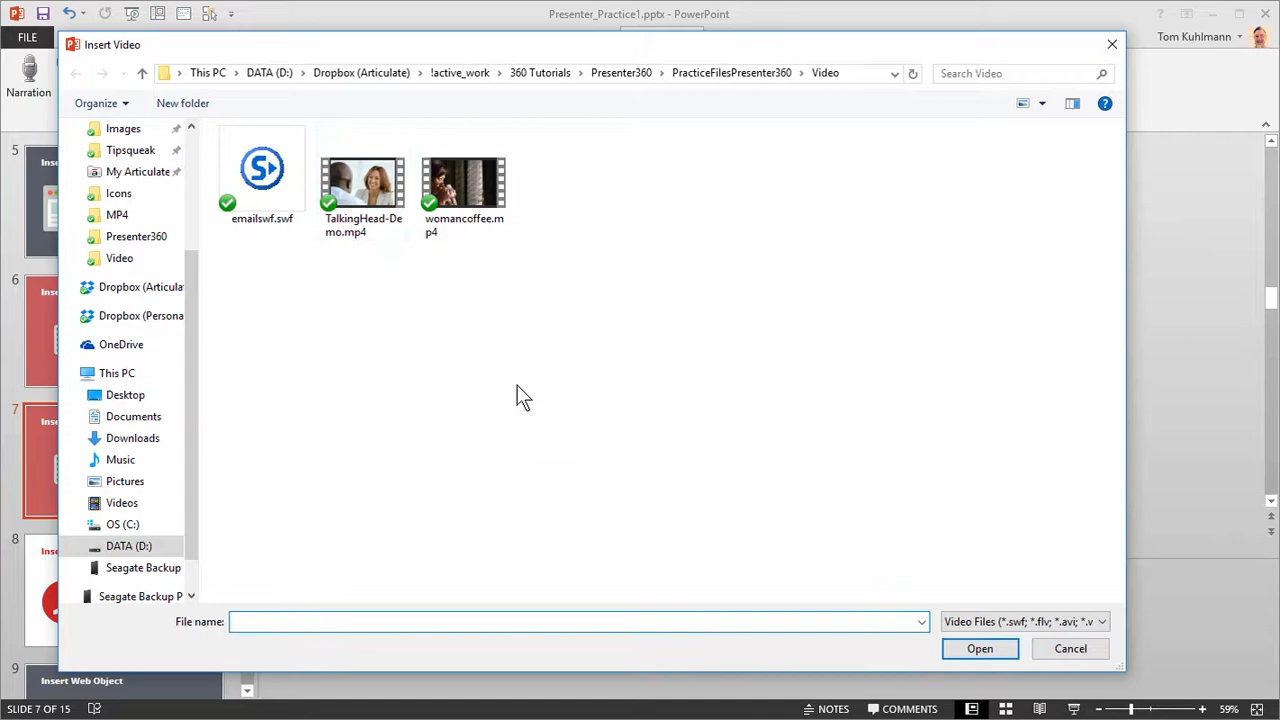 Presenter_Practice1.pptx - PowerPoint
FILE
Tom Kuhlmann
Narration
Insert Video
This PC > DATA (D:) > Dropbox (Articulate) > !active_work > 360 Tutorials > Presenter360 > PracticeFilesPresenter360 > Video
Search Video
Organize
New folder
Images
Tipsqueak
My Articulate
Icons
MP4
Presenter360
Video
Dropbox (Articula
Dropbox (Persona
OneDrive
This PC
Desktop
Documents
Downloads
Music
Pictures
Videos
OS (C:)
DATA (D:)
Seagate Backup
Seagate Backup P
emailswf.swf
TalkingHead-De
mo.mp4
womancoffee.m
p4
File name:
Video Files (*.swf; *.flv; *.avi; *.v
Open
Cancel
5
Inse
6
Inse
7
Inse
8
Inse
9
Insert Web Object
SLIDE 7 OF 15
NOTES
COMMENTS
59%